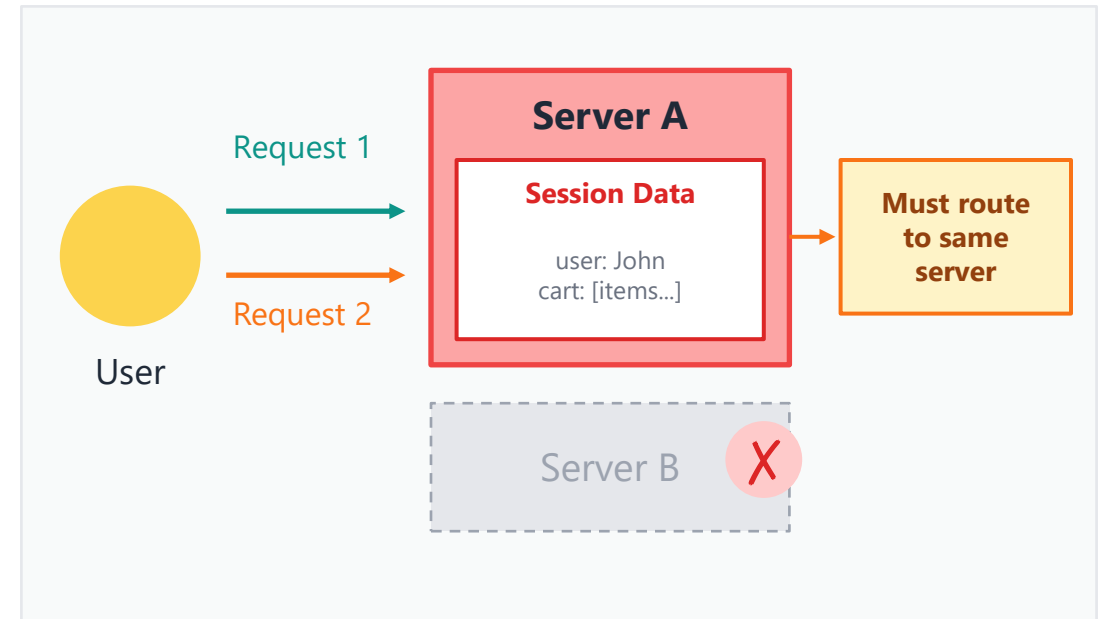 Server A
Request 1
Session Data
user: John
cart: [items...]
Must route
to same
server
Request 2
User
Server B
✗